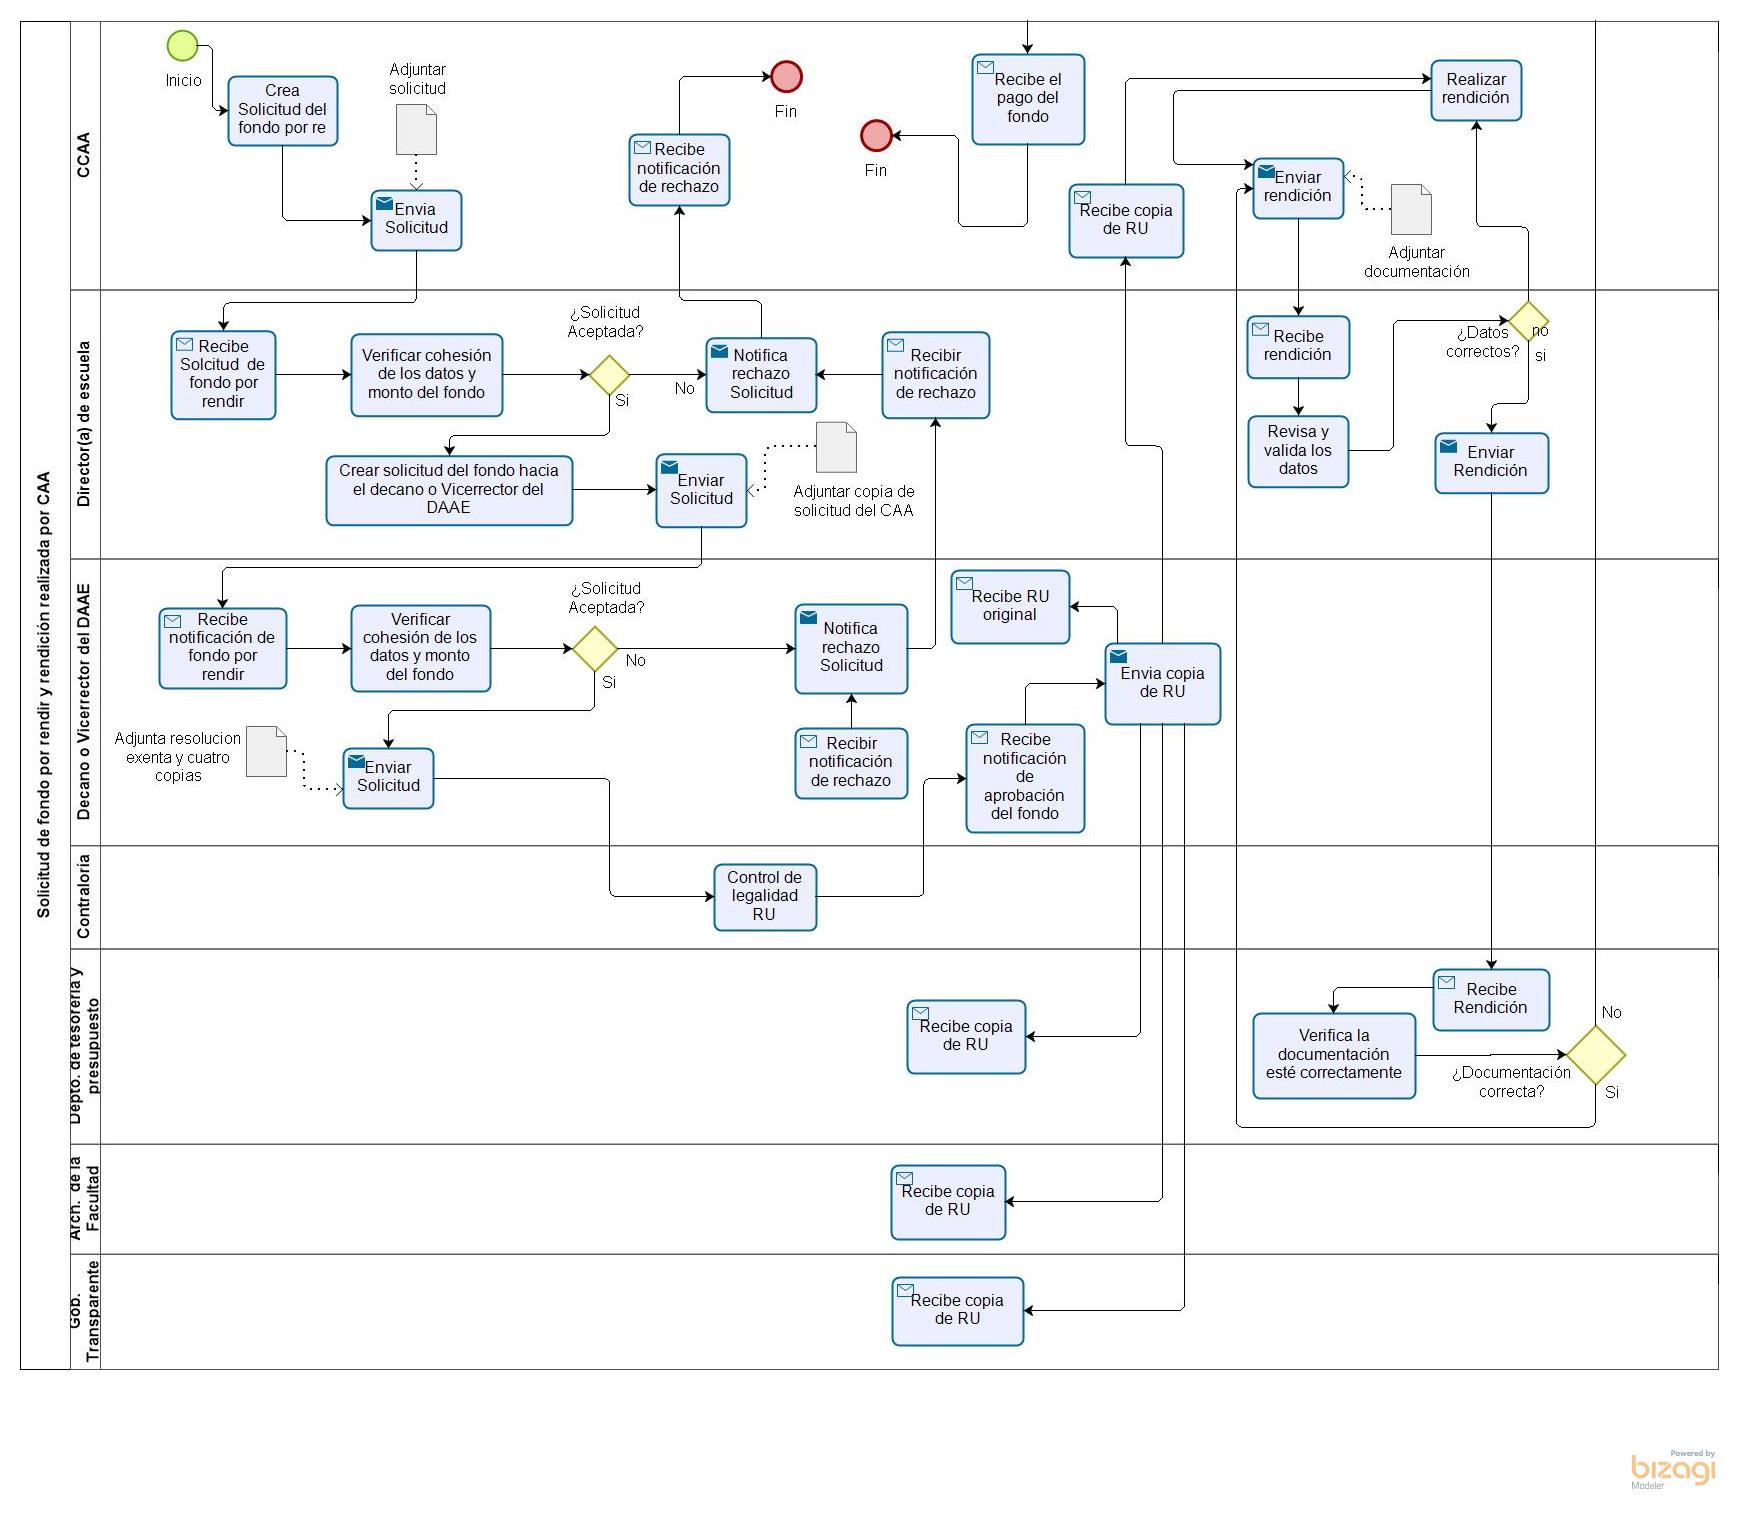 Solicitud de fondo por rendir y rendición realizada por CAA
CCAA
Inicio
Crea
Solicitud del
fondo por re
Adjuntar
solicitud
Envia
Solicitud
Recibe
notificación
de rechazo
Fin
Fin
Recibe el
pago del
fondo
Recibe copia
de RU
Realizar
rendición
Enviar
rendición
Adjuntar
documentación
Director(a) de escuela
Recibe
Solcitud de
fondo por
rendir
Verificar cohesión
de los datos y
monto del fondo
¿Solicitud
Aceptada?
No
Si
Notifica
rechazo
Solicitud
Recibir
notificación
de rechazo
Crear solicitud del fondo hacia
el decano o Vicerrector del
DAAE
Enviar
Solicitud
Adjuntar copia de
solicitud del CAA
Recibe
rendición
Revisa y
valida los
datos
¿Datos
correctos?
no
si
Enviar
Rendición
Decano o Vicerrector del DAAE
Recibe
notificación de
fondo por
rendir
Verificar
cohesión de los
datos y monto
del fondo
¿Solicitud
Aceptada?
No
Si
Notifica
rechazo
Solicitud
Recibir
notificación
de rechazo
Adjunta resolucion
exenta y cuatro
copias
Enviar
Solicitud
Recibe RU
original
Envia copia
de RU
Recibe
notificación
de
aprobación
del fondo
Contraloría
Control de
legalidad
RU
Depto. de tesorería y
presupuesto
Recibe copia
de RU
Recibe
Rendición
Verifica la
documentación
esté correctamente
¿Documentación
correcta?
No
Si
Arch. de la
Facultad
Recibe copia
de RU
Gob.
Transparente
Recibe copia
de RU
Powered by
bizagi
Modeler